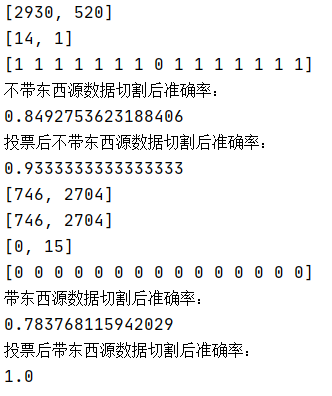 [2930, 520]
[14, 1]
[1 1 1 1 1 1 1 0 1 1 1 1 1 1 1]
不带东西源数据切割后准确率：
0.8492753623188406
投票后不带东西源数据切割后准确率：
0.9333333333333333
[746, 2704]
[746, 2704]
[0, 15]
[0 0 0 0 0 0 0 0 0 0 0 0 0 0 0]
带东西源数据切割后准确率：
0.783768115942029
投票后带东西源数据切割后准确率：
1.0